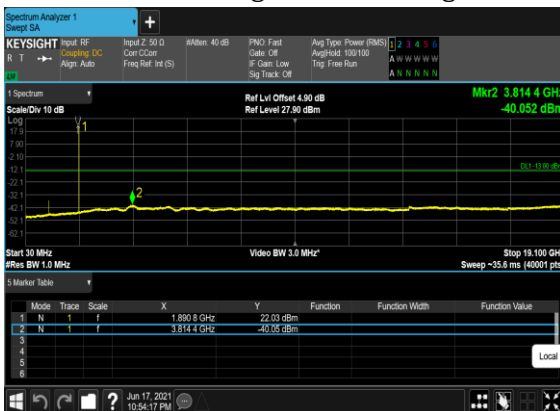 Spectrum Analyzer 1
Swept SA
+
KEYSIGHT Input: RF Input Z: 50 Ω #Atten: 40 dB PNO: Fast Avg Type: Power (RMS) 1 2 3 4 5 6
R T Coupling: DC Corr CCorr Gate: Off Avg|Hold: 100/100 A W W W W W
Align: Auto Freq Ref: Int (S) IF Gain: Low Trig: Free Run A N N N N N
Sig Track: Off
1 Spectrum
Ref Lvl Offset 4.90 dB Mkr2 3.814 4 GHz
Scale/Div 10 dB Ref Level 27.90 dBm -40.052 dBm
Log
17.9
7.90
-2.10
-12.1
-22.1
-32.1
-42.1
-52.1
-62.1
1
2
DL1 -13.00 dBm
Start 30 MHz Video BW 3.0 MHz* Stop 19.100 GHz
#Res BW 1.0 MHz Sweep ~35.6 ms (40001 pts)
5 Marker Table
Mode Trace Scale X Y Function Function Width Function Value
1 N 1 f 1.890 8 GHz 22.03 dBm
2 N 1 f 3.814 4 GHz -40.05 dBm
3
4
5
6
Local
? Jun 17, 2021
10:54:17 PM